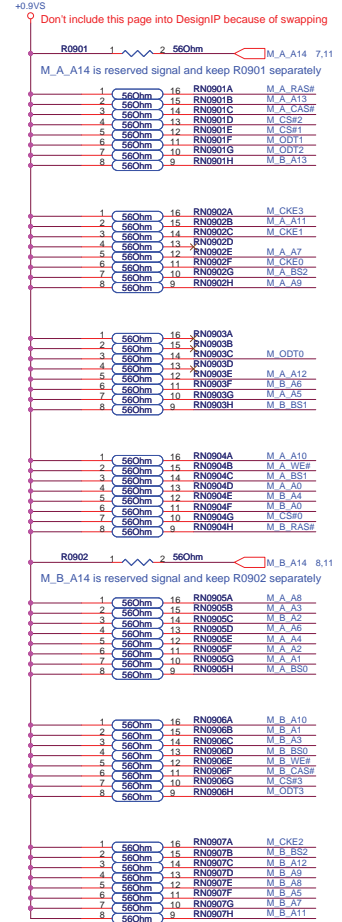 +0.9VS
Don't include this page into DesignIP because of swapping
R0901 1 2 56Ohm M_A_A14 7,11
M_A_A14 is reserved signal and keep R0901 separately
1 56Ohm 16 RN0901A M_A_RAS#
2 56Ohm 15 RN0901B M_A_A13
3 56Ohm 14 RN0901C M_A_CAS#
4 56Ohm 13 RN0901D M_CS#2
5 56Ohm 12 RN0901E M_CS#1
6 56Ohm 11 RN0901F M_ODT1
7 56Ohm 10 RN0901G M_ODT2
8 56Ohm 9 RN0901H M_B_A13
1 56Ohm 16 RN0902A M_CKE3
2 56Ohm 15 RN0902B M_A_A11
3 56Ohm 14 RN0902C M_CKE1
4 56Ohm 13 RN0902D
5 56Ohm 12 RN0902E M_A_A7
6 56Ohm 11 RN0902F M_CKE0
7 56Ohm 10 RN0902G M_A_BS2
8 56Ohm 9 RN0902H M_A_A9
1 56Ohm 16 RN0903A
2 56Ohm 15 RN0903B
3 56Ohm 14 RN0903C M_ODT0
4 56Ohm 13 RN0903D
5 56Ohm 12 RN0903E M_A_A12
6 56Ohm 11 RN0903F M_B_A6
7 56Ohm 10 RN0903G M_A_A5
8 56Ohm 9 RN0903H M_B_BS1
1 56Ohm 16 RN0904A M_A_A10
2 56Ohm 15 RN0904B M_A_WE#
3 56Ohm 14 RN0904C M_A_BS1
4 56Ohm 13 RN0904D M_A_A0
5 56Ohm 12 RN0904E M_B_A4
6 56Ohm 11 RN0904F M_B_A0
7 56Ohm 10 RN0904G M_CS#0
8 56Ohm 9 RN0904H M_B_RAS#
R0902 1 2 56Ohm M_B_A14 8,11
M_B_A14 is reserved signal and keep R0902 separately
1 56Ohm 16 RN0905A M_A_A8
2 56Ohm 15 RN0905B M_A_A3
3 56Ohm 14 RN0905C M_B_A2
4 56Ohm 13 RN0905D M_A_A6
5 56Ohm 12 RN0905E M_A_A4
6 56Ohm 11 RN0905F M_A_A2
7 56Ohm 10 RN0905G M_A_A1
8 56Ohm 9 RN0905H M_A_BS0
1 56Ohm 16 RN0906A M_B_A10
2 56Ohm 15 RN0906B M_B_A1
3 56Ohm 14 RN0906C M_B_A3
4 56Ohm 13 RN0906D M_B_BS0
5 56Ohm 12 RN0906E M_B_WE#
6 56Ohm 11 RN0906F M_B_CAS#
7 56Ohm 10 RN0906G M_CS#3
8 56Ohm 9 RN0906H M_ODT3
1 56Ohm 16 RN0907A M_CKE2
2 56Ohm 15 RN0907B M_B_BS2
3 56Ohm 14 RN0907C M_B_A12
4 56Ohm 13 RN0907D M_B_A9
5 56Ohm 12 RN0907E M_B_A8
6 56Ohm 11 RN0907F M_B_A5
7 56Ohm 10 RN0907G M_B_A7
8 56Ohm 9 RN0907H M_B_A11